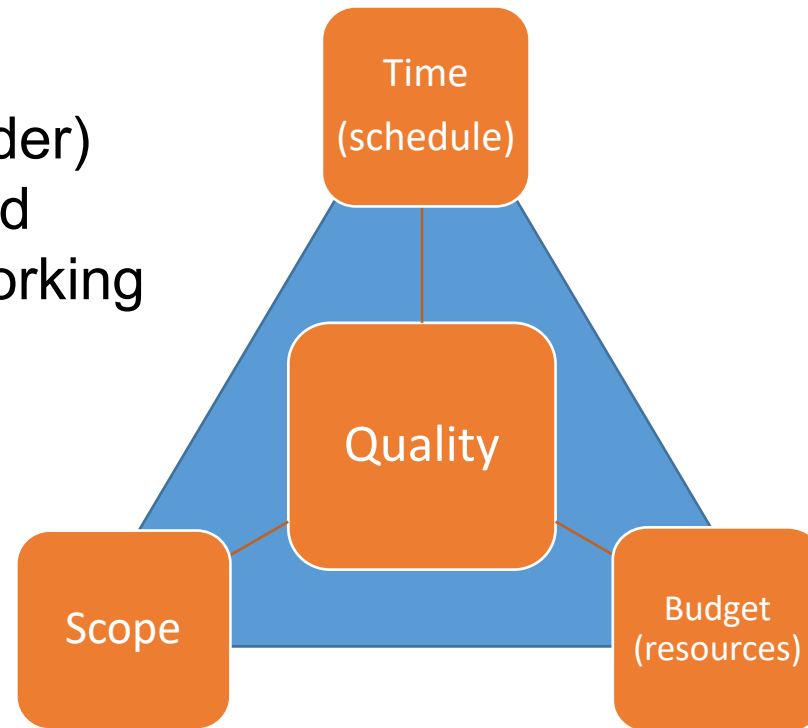 Time
(schedule)
der)
d
orking
Quality
Scope
Budget
(resources)